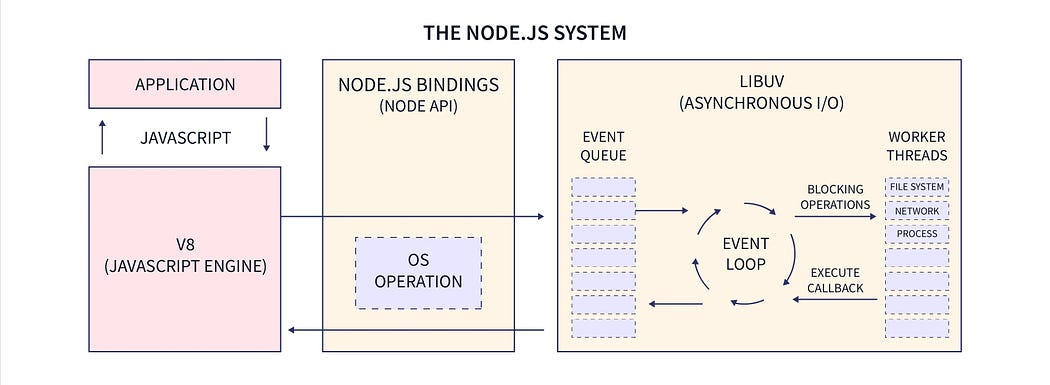 THE NODE.JS SYSTEM
APPLICATION
JAVASCRIPT
V8
(JAVASCRIPT ENGINE)
NODE.JS BINDINGS
(NODE API)
OS
OPERATION
LIBUV
(ASYNCHRONOUS I/O)
EVENT
QUEUE
EVENT
LOOP
BLOCKING
OPERATIONS
EXECUTE
CALLBACK
WORKER
THREADS
FILE SYSTEM
NETWORK
PROCESS